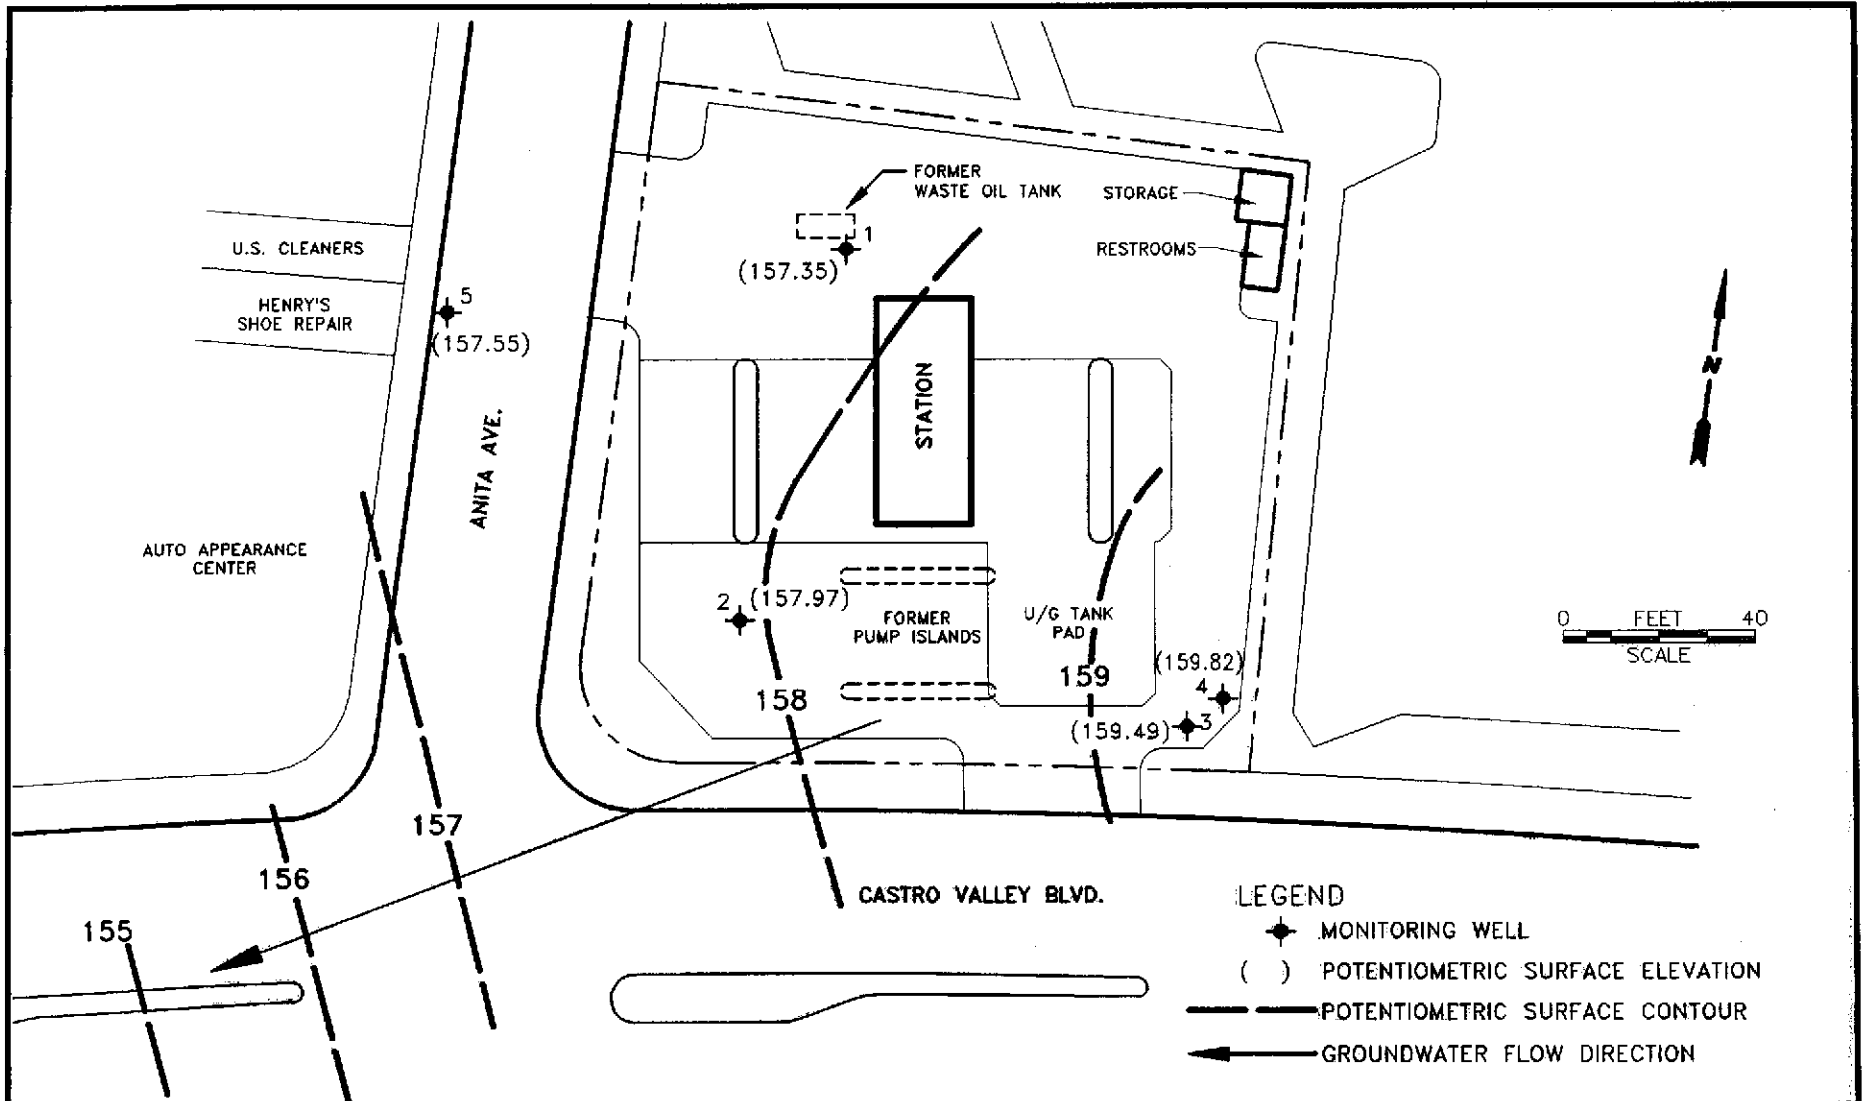 FORMER
WASTE OIL TANK
STORAGE
1
U.S. CLEANERS
RESTROOMS
(157.35)
5
HENRY'S
SHOE REPAIR
(157.55)
N
STATION
ANITA AVE.
AUTO APPEARANCE
CENTER
2
(157.97)
FORMER
PUMP ISLANDS
U/G TANK
PAD
0 FEET 40
SCALE
(159.82)
159
4
158
3
(159.49)
157
156
CASTRO VALLEY BLVD.
155
LEGEND
MONITORING WELL
( ) POTENTIOMETRIC SURFACE ELEVATION
POTENTIOMETRIC SURFACE CONTOUR
GROUNDWATER FLOW DIRECTION